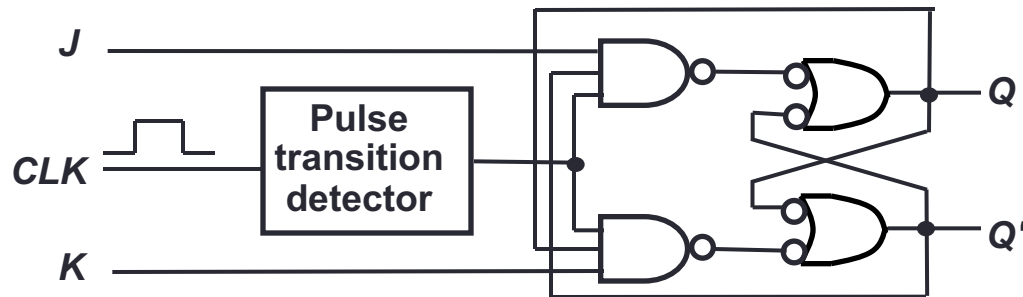 J
Pulse
transition
detector
CLK
K
Q
Q'